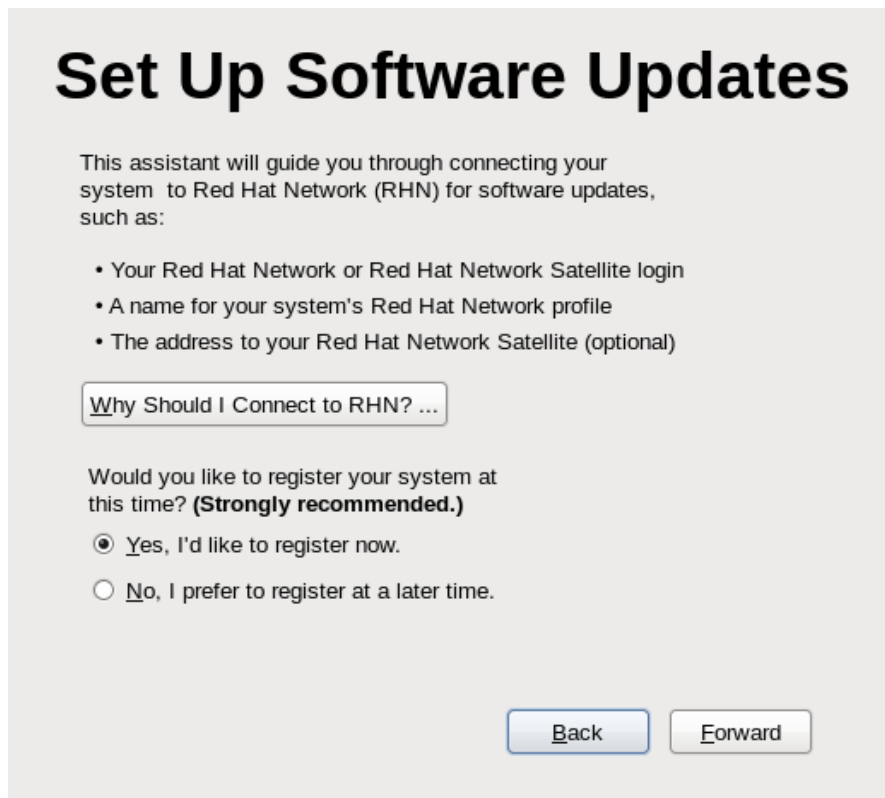 Set Up Software Updates
This assistant will guide you through connecting your
system  to Red Hat Network (RHN) for software updates,
such as:
• Your Red Hat Network or Red Hat Network Satellite login
• A name for your system's Red Hat Network profile
• The address to your Red Hat Network Satellite (optional)
Why Should I Connect to RHN? ...
Would you like to register your system at
this time? (Strongly recommended.)
Yes, I'd like to register now.
No, I prefer to register at a later time.
Back
Forward